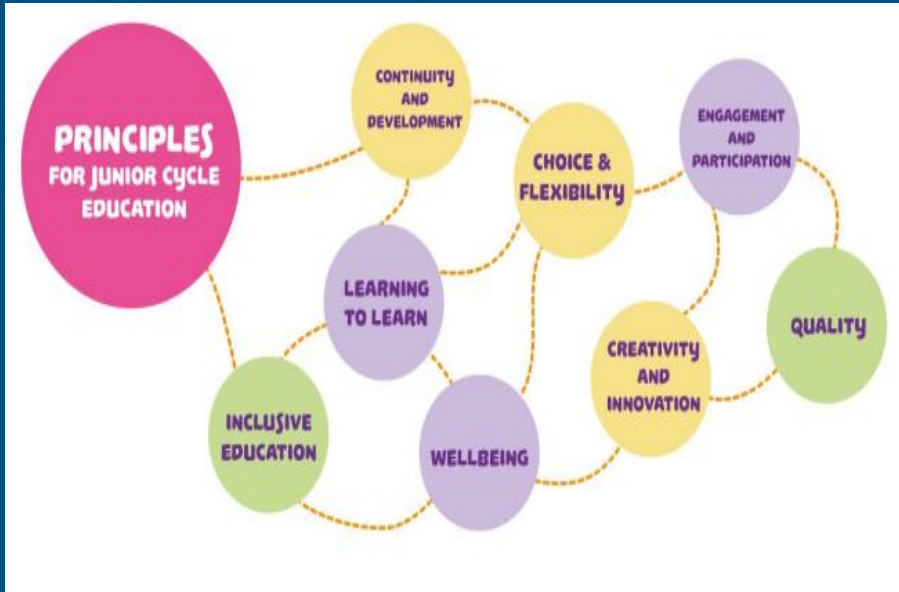 PRINCIPLES
FOR JUNIOR CYCLE
EDUCATION
CONTINUITY
AND
DEVELOPMENT
CHOICE &
FLEXIBILITY
ENGAGEMENT
AND
PARTICIPATION
LEARNING
TO LEARN
QUALITY
CREATIVITY
AND
INNOVATION
INCLUSIVE
EDUCATION
WELLBEING